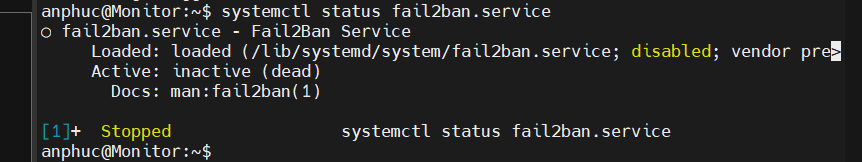 anphuc@Monitor:~$ systemctl status fail2ban.service
○ fail2ban.service - Fail2Ban Service
     Loaded: loaded (/lib/systemd/system/fail2ban.service; disabled; vendor pre>
     Active: inactive (dead)
       Docs: man:fail2ban(1)
[1]+  Stopped                 systemctl status fail2ban.service
anphuc@Monitor:~$